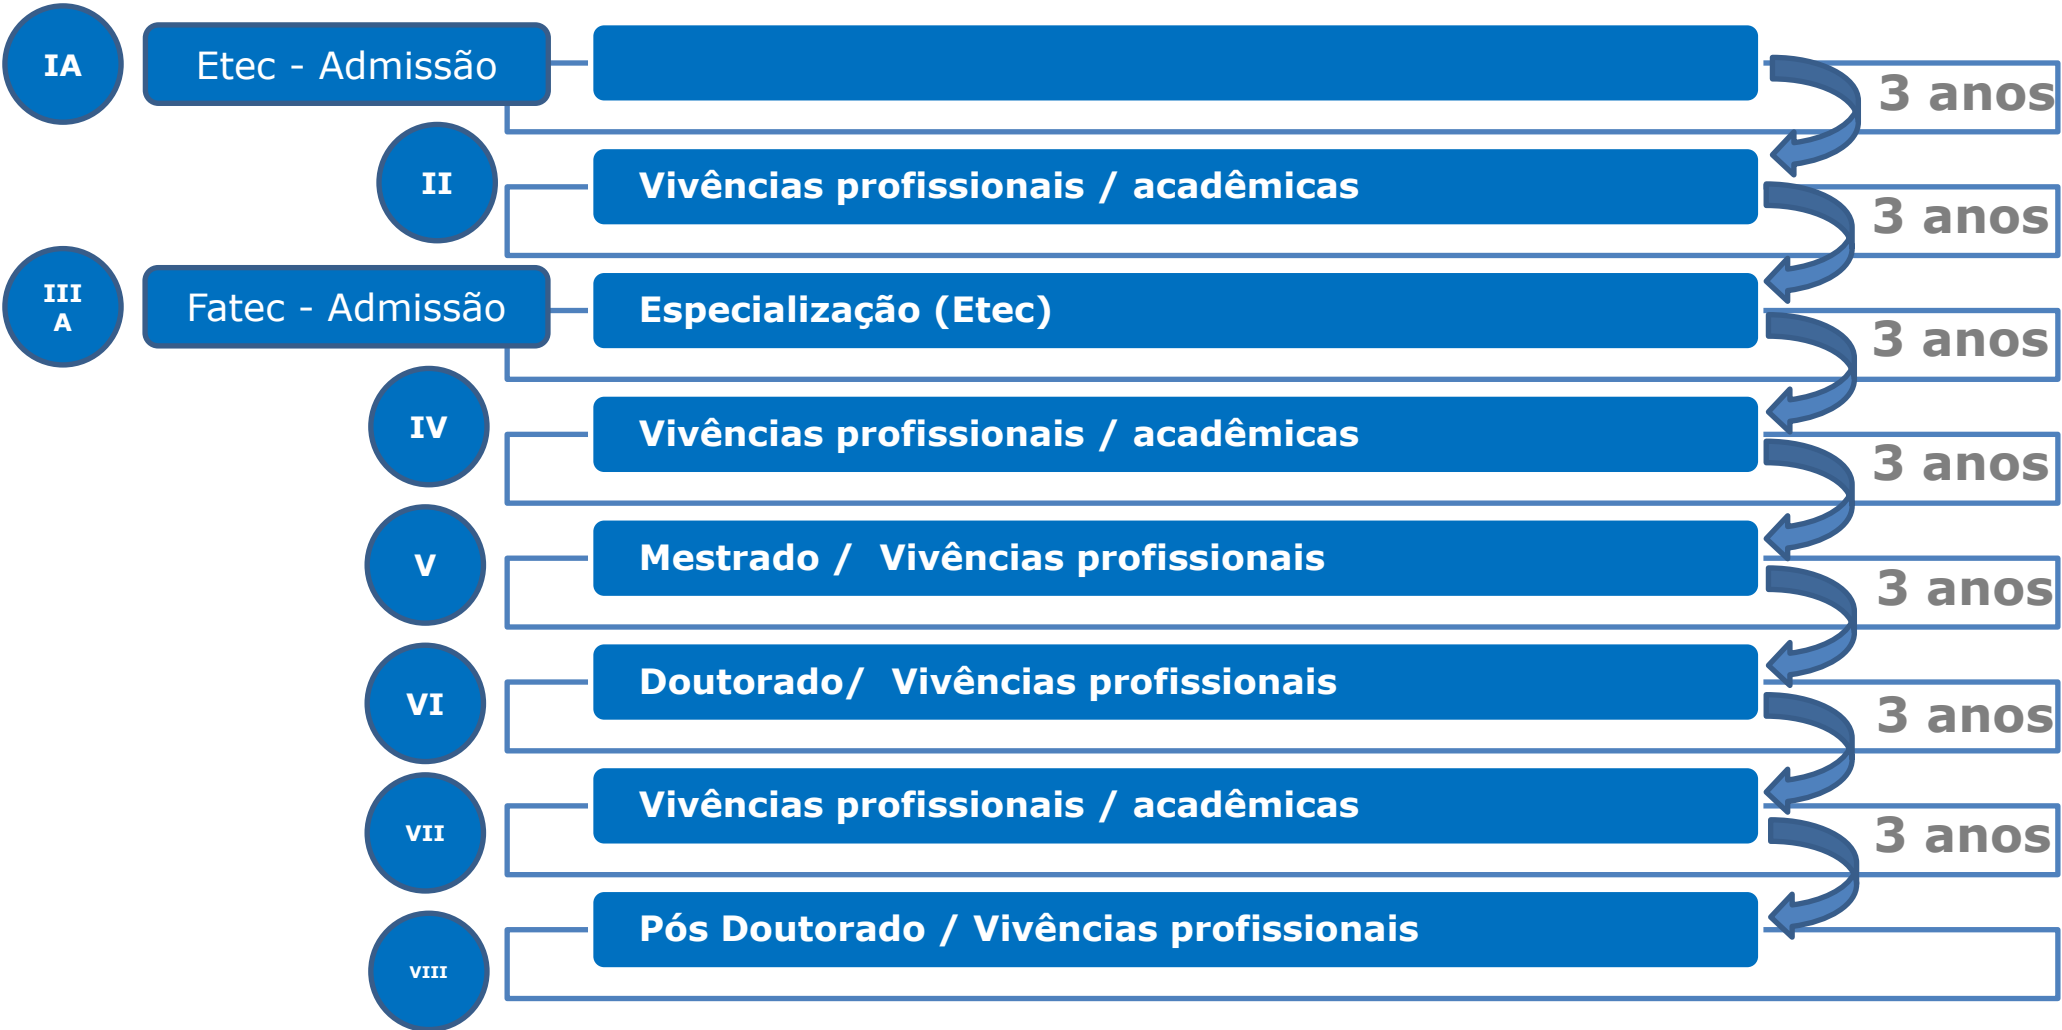 IA
Etec - Admissão
3 anos
II
Vivências profissionais / acadêmicas
3 anos
III
A
Fatec - Admissão
Especialização (Etec)
3 anos
IV
Vivências profissionais / acadêmicas
3 anos
V
Mestrado / Vivências profissionais
3 anos
VI
Doutorado/ Vivências profissionais
3 anos
VII
Vivências profissionais / acadêmicas
3 anos
VIII
Pós Doutorado / Vivências profissionais